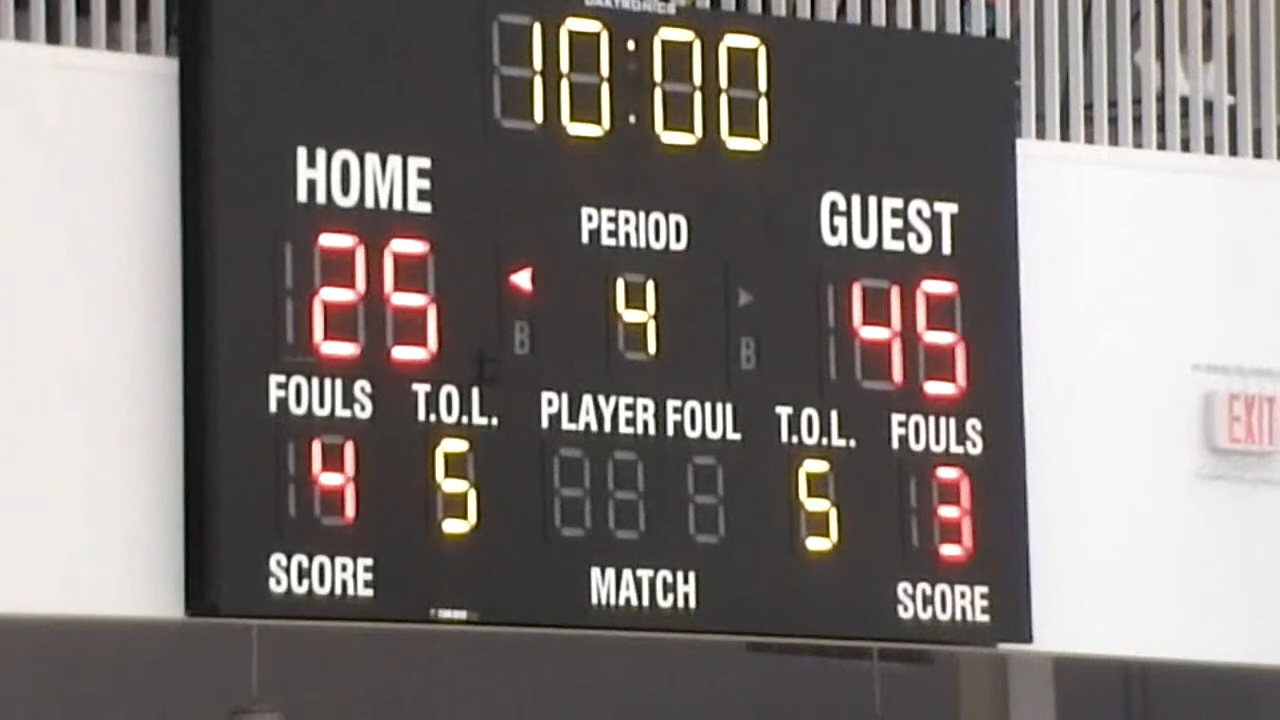 DAKTRONICS
10:00
HOME
PERIOD
GUEST
25
4
45
B
B
FOULS
T.O.L.
PLAYER FOUL
T.O.L.
FOULS
4
5
5
3
SCORE
MATCH
SCORE
EXIT